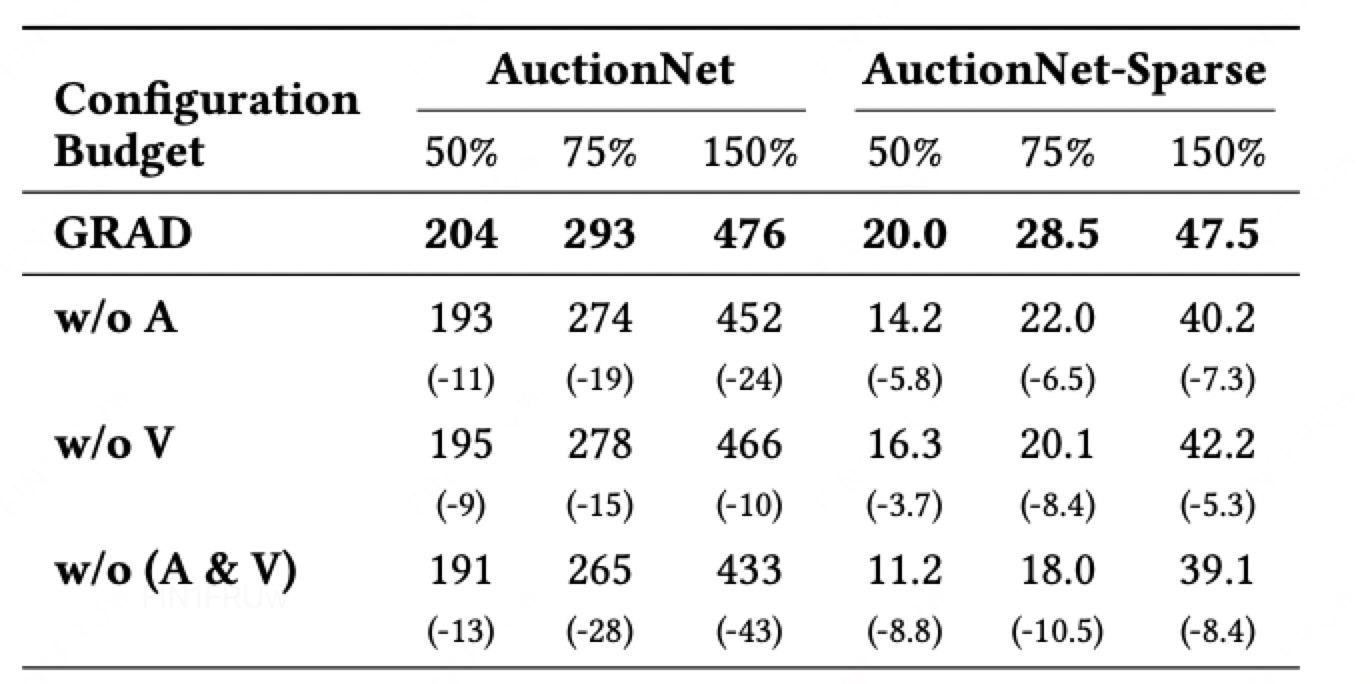 AuctionNet AuctionNet-Sparse
Configuration
Budget 50% 75% 150% 50% 75% 150%
GRAD 204 293 476 20.0 28.5 47.5
w/o A 193 274 452 14.2 22.0 40.2
(-11) (-19) (-24) (-5.8) (-6.5) (-7.3)
w/o V 195 278 466 16.3 20.1 42.2
(-9) (-15) (-10) (-3.7) (-8.4) (-5.3)
w/o (A & V) 191 265 433 11.2 18.0 39.1
(-13) (-28) (-43) (-8.8) (-10.5) (-8.4)